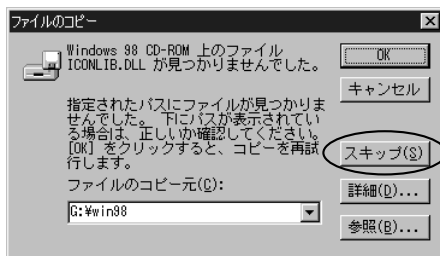 ファイルのコピー
Windows 98 CD-ROM 上のファイル
ICONLIB.DLL が見つかりませんでした。
OK
キャンセル
指定されたパスにファイルが見つかりま
せんでした。 下にパスが表示されてい
る場合は、正しいか確認してください。
[OK] をクリックすると、コピーを再試
行します。
スキップ(S)
ファイルのコピー元(C):
詳細(D)...
G:¥win98
参照(B)...